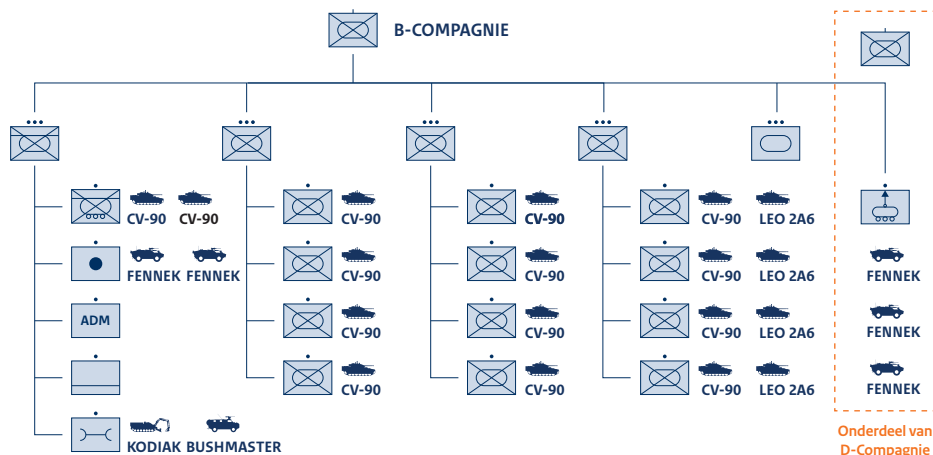 B-COMPAGNIE
CV-90 CV-90 CV-90 CV-90 CV-90 LEO 2A6
FENNEK FENNEK CV-90 CV-90 CV-90 LEO 2A6 FENNEK
ADM CV-90 CV-90 CV-90 LEO 2A6 FENNEK
CV-90 CV-90 CV-90 LEO 2A6 FENNEK
KODIAK BUSHMASTER
Onderdeel van
D-Compagnie